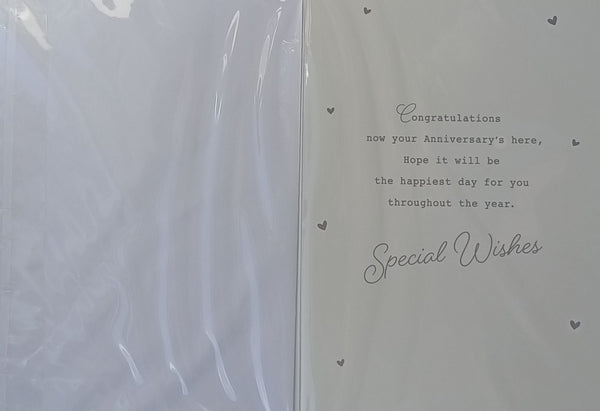 Congratulations
now your Anniversary's here,
Hope it will be
the happiest day for you
throughout the year.
Special Wishes